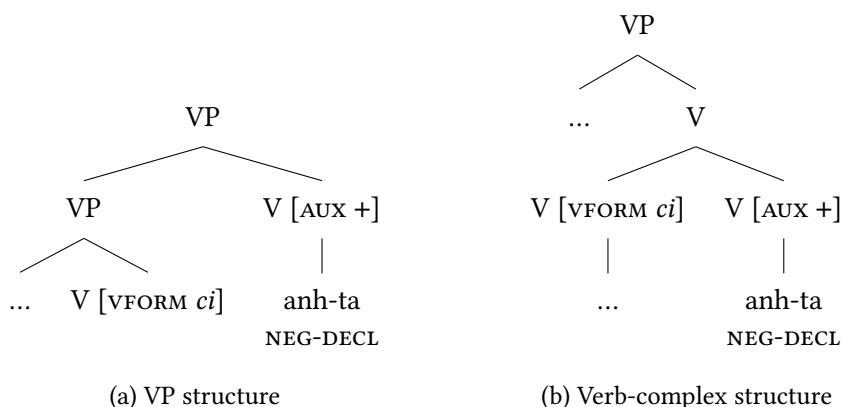 VP
VP ... V
VP V [AUX +] V [VFORM ci] V [AUX +]
... V [VFORM ci] anh-ta ... anh-ta
NEG-DECL NEG-DECL
(a) VP structure (b) Verb-complex structure